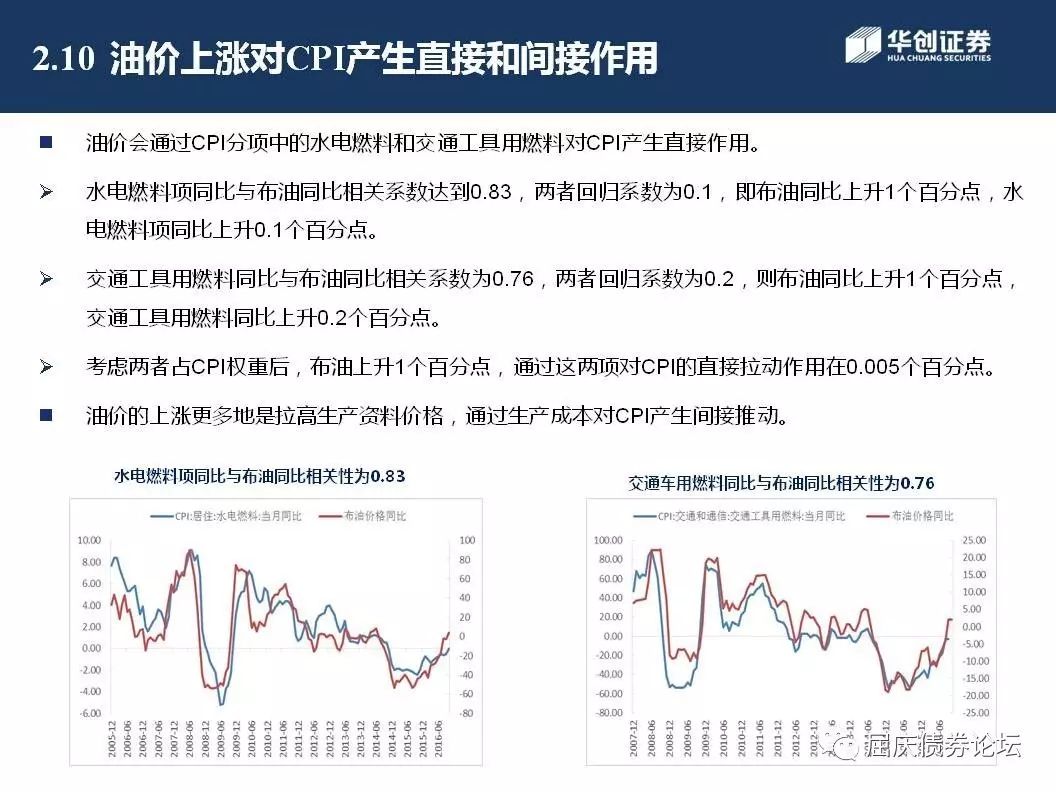 2.10 油价上涨对CPI产生直接和间接作用
华创证券
HUA CHUANG SECURITIES
油价会通过CPI分项中的水电燃料和交通工具用燃料对CPI产生直接作用。
水电燃料项同比与布油同比相关系数达到0.83，两者回归系数为0.1，即布油同比上升1个百分点，水
电燃料项同比上升0.1个百分点。
交通工具用燃料同比与布油同比相关系数为0.76，两者回归系数为0.2，则布油同比上升1个百分点，
交通工具用燃料同比上升0.2个百分点。
考虑两者占CPI权重后，布油上升1个百分点，通过这两项对CPI的直接拉动作用在0.005个百分点。
油价的上涨更多地是拉高生产资料价格，通过生产成本对CPI产生间接推动。
水电燃料项同比与布油同比相关性为0.83
CPI:居住:水电燃料:当月同比 布油价格同比
10.00 100
8.00 80
6.00 60
4.00 40
2.00 20
0.00 0
-2.00 -20
-4.00 -40
-6.00 -60
-80
2005-12 2006-06 2006-12 2007-06 2007-12 2008-06 2008-12 2009-06 2009-12 2010-06 2010-12 2011-06 2011-12 2012-06 2012-12 2013-06 2013-12 2014-06 2014-12 2015-06 2015-12 2016-06
交通车用燃料同比与布油同比相关性为0.76
CPI:交通和通信:交通工具用燃料:当月同比 布油价格同比
100.00 25.00
80.00 20.00
60.00 15.00
40.00 10.00
20.00 5.00
0.00 0.00
-20.00 -5.00
-40.00 -10.00
-60.00 -15.00
-80.00 -20.00
-25.00
2007-12 2008-06 2008-12 2009-06 2009-12 2010-06 2010-12 2011-06 2011-12 2012-06 2012-12
屈庆债券论坛